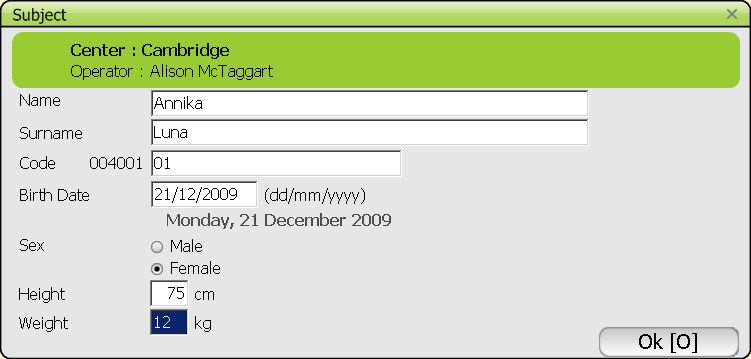 Subject
Center : Cambridge
Operator : Alison McTaggart
Name Annika
Surname Luna
Code 004001 01
Birth Date 21/12/2009 (dd/mm/yyyy)
Monday, 21 December 2009
Sex Male
Female
Height 75 cm
Weight 12 kg
Ok [O]